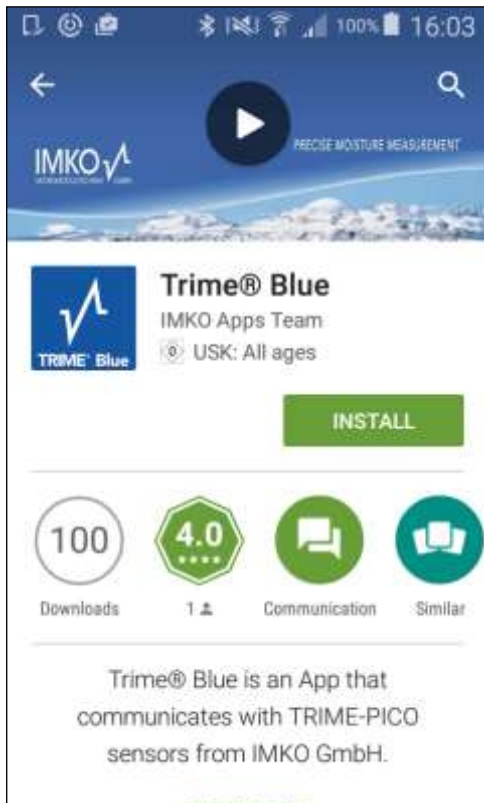 100% 16:03
IMKO
PRECISE MOISTURE MEASUREMENT
TRIME® Blue
Trime® Blue
IMKO Apps Team
0 USK: All ages
INSTALL
100
4.0
Downloads
1
Communication
Similar
Trime® Blue is an App that
communicates with TRIME-PICO
sensors from IMKO GmbH.